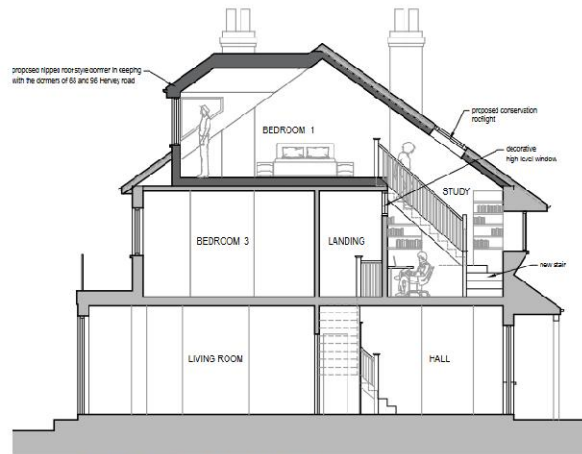 proposed hipped roof style dormer in keeping
with the dormers of 68 and 96 Hervey road
BEDROOM 1
proposed conservation
rooflight
decorative
high level window
STUDY
BEDROOM 3
LANDING
new stair
LIVING ROOM
HALL